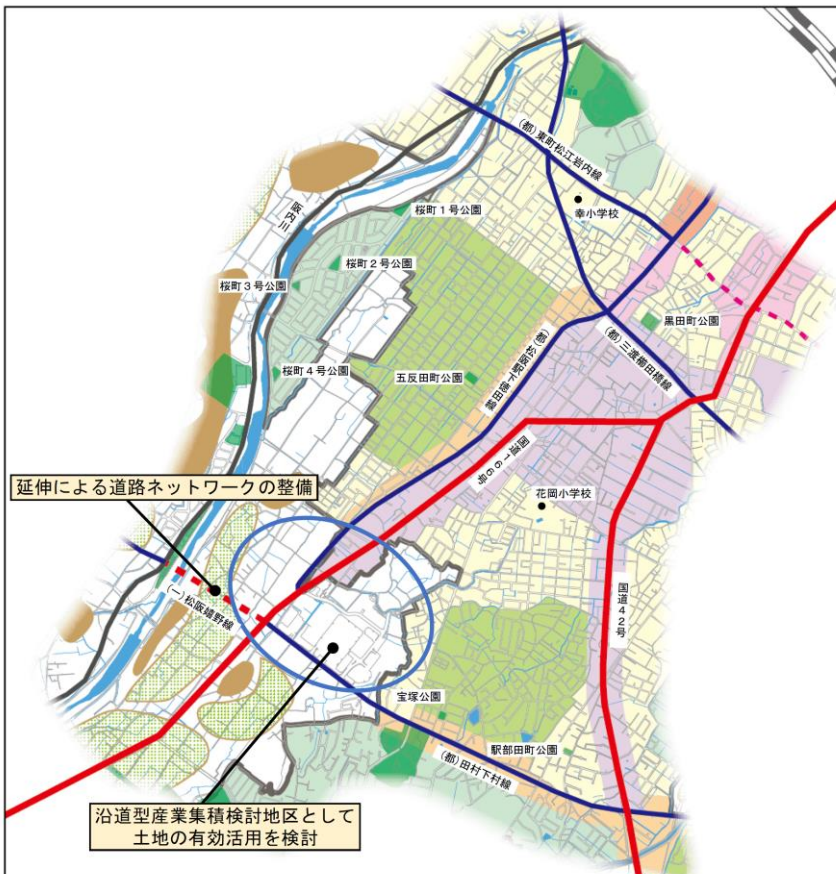 (都)東町松江岩内線
幸小学校
阪内川
桜町1号公園
桜町2号公園
桜町3号公園
黒田町公園
(都)三渡櫛田橋線
桜町4号公園
五反田町公園
(都)松阪駅下徳田線
国道166号
延伸による道路ネットワークの整備
花岡小学校
(一)松阪嬉野線
国道42号
宝塚公園
駅部田町公園
(都)田村下村線
沿道型産業集積検討地区として
土地の有効活用を検討